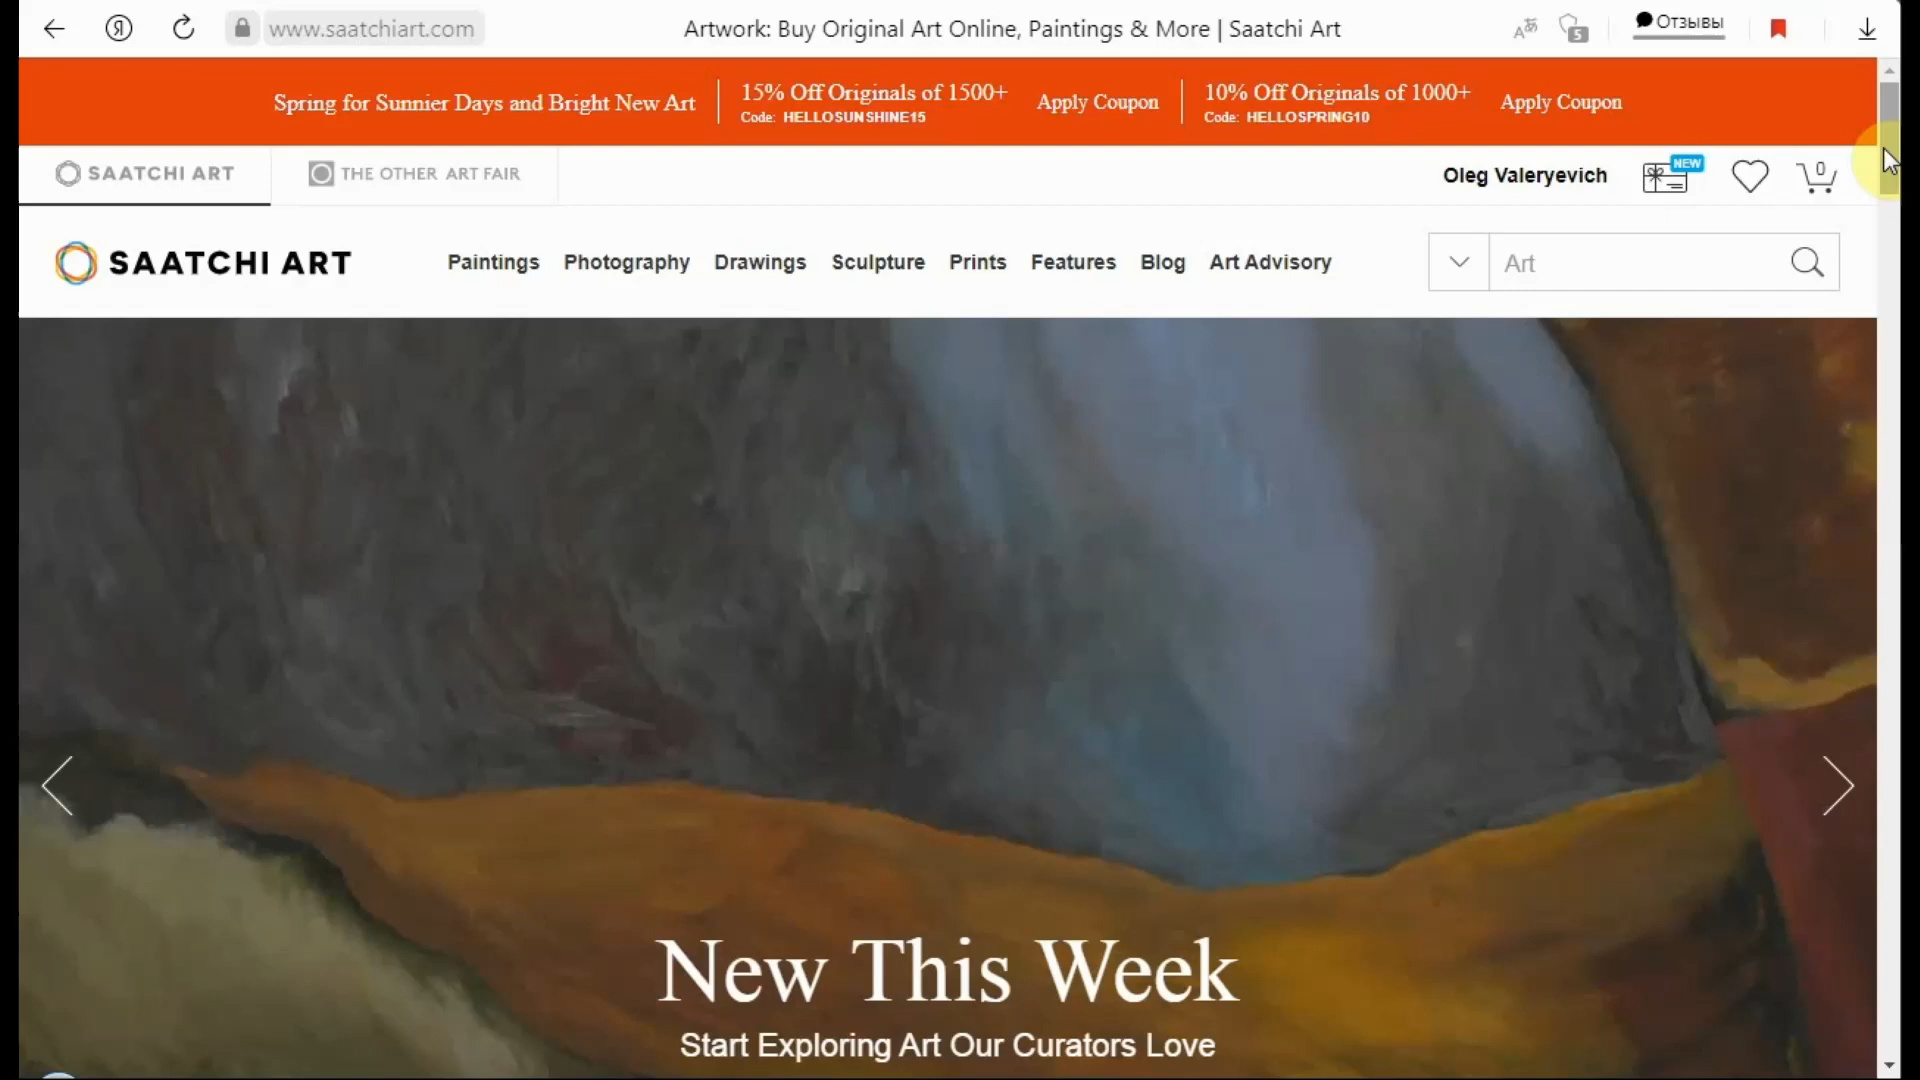 Я
www.saatchiart.com
Artwork: Buy Original Art Online, Paintings & More | Saatchi Art
5
Отзывы
Spring for Sunnier Days and Bright New Art
15% Off Originals of 1500+
Code: HELLOSUNSHINE15
Apply Coupon
10% Off Originals of 1000+
Code: HELLOSPRING10
Apply Coupon
SAATCHI ART
THE OTHER ART FAIR
Oleg Valeryevich
NEW
0
SAATCHI ART
Paintings Photography Drawings Sculpture Prints Features Blog Art Advisory
Art
New This Week
Start Exploring Art Our Curators Love